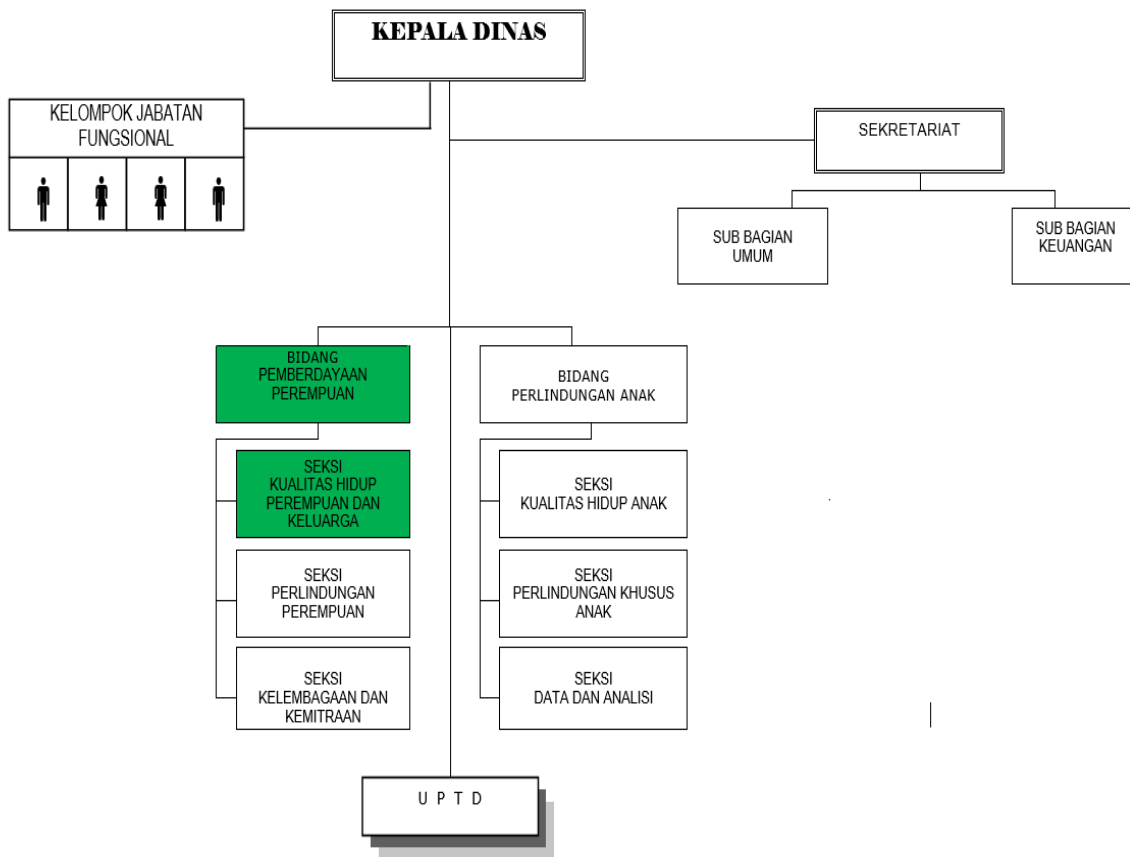 KEPALA DINAS
KELOMPOK JABATAN
FUNGSIONAL
SEKRETARIAT
SUB BAGIAN
UMUM
SUB BAGIAN
KEUANGAN
BIDANG
PEMBERDAYAAN
PEREMPUAN
BIDANG
PERLINDUNGAN ANAK
SEKSI
KUALITAS HIDUP
PEREMPUAN DAN
KELUARGA
SEKSI
KUALITAS HIDUP ANAK
SEKSI
PERLINDUNGAN
PEREMPUAN
SEKSI
PERLINDUNGAN KHUSUS
ANAK
SEKSI
KELEMBAGAAN DAN
KEMITRAAN
SEKSI
DATA DAN ANALISI
U P T D